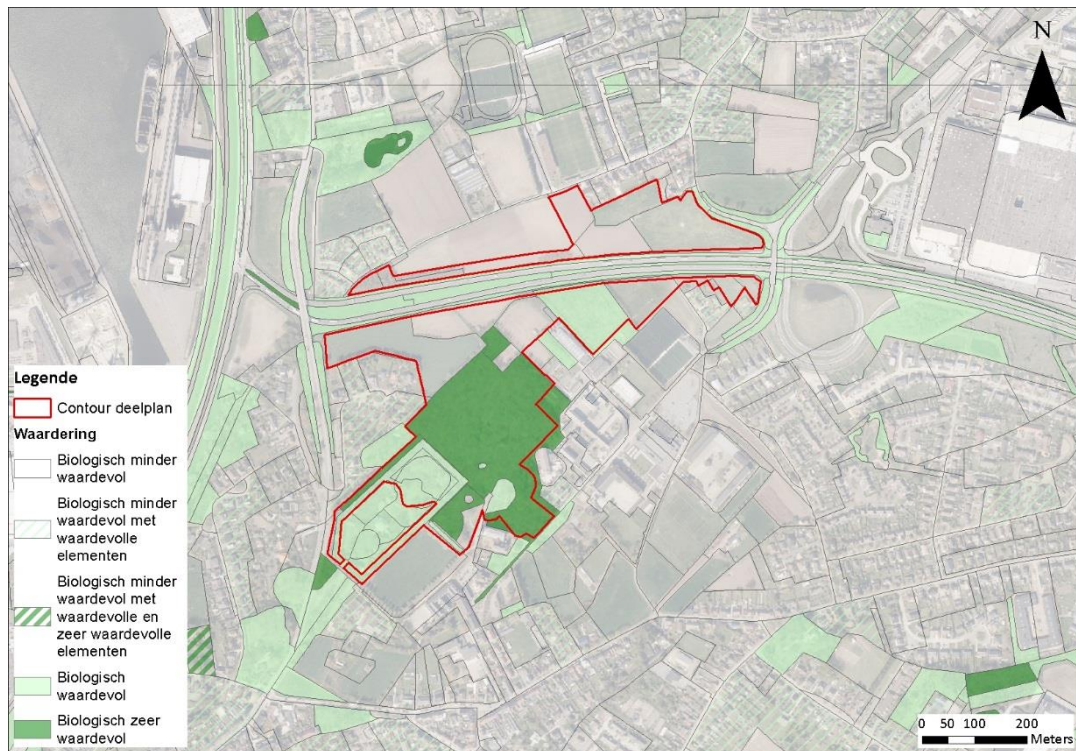 N
Legende
Contour deelplan
Waardering
Biologisch minder
waardevol
Biologisch minder
waardevol met
waardevolle
elementen
Biologisch minder
waardevol met
waardevolle en
zeer waardevolle
elementen
Biologisch
waardevol
Biologisch zeer
waardevol
0 50 100 200
Meters